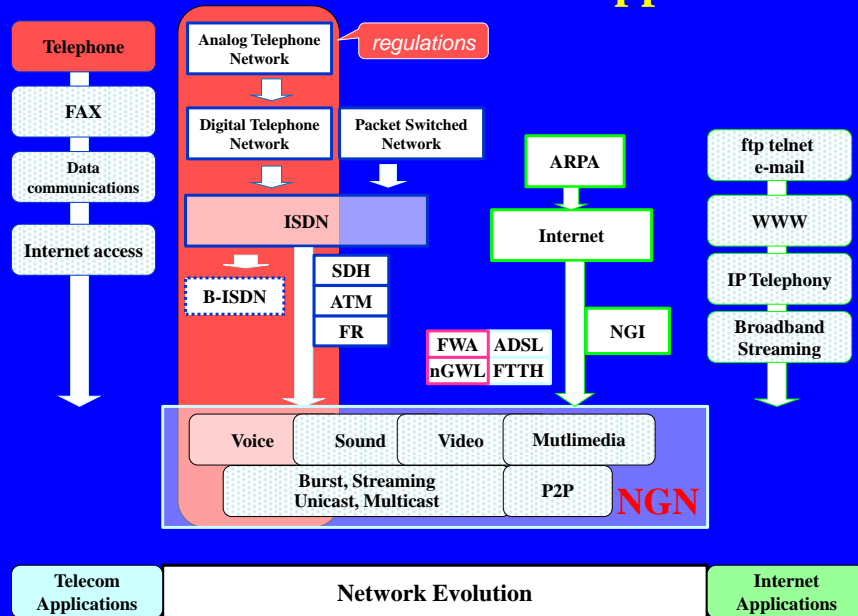 Telephone
FAX
Data
communications
Internet access
Analog Telephone
Network
regulations
Digital Telephone
Network
Packet Switched
Network
ISDN
B-ISDN
SDH
ATM
FR
ARPA
Internet
NGI
FWA ADSL
nGWL FTTH
ftp telnet
e-mail
WWW
IP Telephony
Broadband
Streaming
Voice Sound Video Mutlimedia
Burst, Streaming
Unicast, Multicast
P2P
NGN
Telecom
Applications
Network Evolution
Internet
Applications